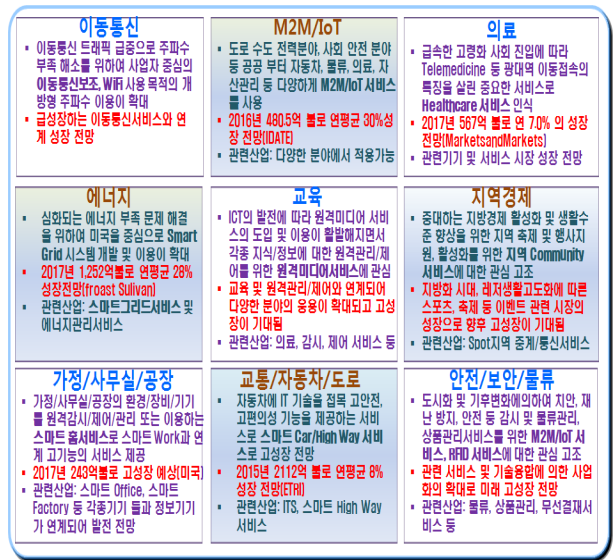 이동통신
▪ 이동통신 트래픽 급증으로 주파수
부족 해소를 위하여 사업자 중심의
이동통신보조, WiFi 사용 목적의 개
방형 주파수 이용이 확대
▪ 급성장하는 이동통신서비스와 연
계 성장 전망
M2M/IoT
▪ 도로 수도 전력분야, 사회 안전 분야
등 공공 부터 자동차, 물류, 의료, 자
산관리 등 다양하게 M2M/IoT 서비스
를 사용
▪ 2016년 480.5억 불로 연평균 30%성
장 전망(IDATE)
▪ 관련산업: 다양한 분야에서 적용가능
의료
▪ 급속한 고령화 사회 진입에 따라
Telemedicine 등 광대역 이동접속의
특징을 살린 중요한 서비스로
Healthcare 서비스 인식
▪ 2017년 567억 불로 연 7.0% 의 성장
전망(MarketsandMarkets)
▪ 관련기기 및 서비스 시장 성장 전망
에너지
▪ 심화되는 에너지 부족 문제 해결
을 위하여 미국을 중심으로 Smart
Grid 시스템 개발 및 이용이 확대
▪ 2017년 1,252억불로 연평균 28%
성장전망(froast Sulivan)
▪ 관련산업: 스마트그리드서비스 및
에너지관리서비스
교육
▪ ICT의 발전에 따라 원격미디어 서비
스의 도입 및 이용이 활발해지면서
각종 지식/정보에 대한 원격관리/제
어를 위한 원격미디어서비스에 관심
▪ 교육 및 원격관리/제어와 연계되어
다양한 분야의 응용이 확대되고 고성
장이 기대됨
▪ 관련산업: 의료, 감시, 제어 서비스 등
지역경제
▪ 중대하는 지방경제 활성화 및 생활수
준 향상을 위한 지역 축제 및 행사지
원, 활성화를 위한 지역 Community
서비스에 대한 관심 고조
▪ 지방화 시대, 레저생활고도화에 따른
스포츠, 축제 등 이벤트 관련 시장의
성장으로 향후 고성장이 기대됨
▪ 관련산업: Spot지역 중계/통신서비스
가정/사무실/공장
▪ 가정/사무실/공장의 환경/장비/기기
를 원격감시/제어/관리 또는 이용하는
스마트 홈서비스로 스마트Work과 연
계 고기능의 서비스 제공
▪ 2017년 243억불로 고성장 예상(미국)
▪ 관련산업: 스마트 Office, 스마트
Factory 등 각종기기 들과 정보기기
가 연계되어 발전 전망
교통/자동차/도로
▪ 자동차에 IT 기술을 접목 고안전,
고편의성 기능을 제공하는 서비
스로 스마트 Car/High Way 서비
스로 고성장 전망
▪ 2015년 2112억 불로 연평균 8%
성장 전망(ETRI)
▪ 관련산업: ITS, 스마트 High Way
서비스
안전/보안/물류
▪ 도시화 및 기후변화에의하여 치안, 재
난 방지, 안전 등 감시 및 물류관리,
상품관리서비스를 위한 M2M/IoT 서
비스, RFID 서비스에 대한 관심 고조
▪ 관련 서비스 및 기술융합에 의한 사업
화의 확대로 미래 고성장 전망
▪ 관련산업: 물류, 상품관리, 무선결재서
비스 등